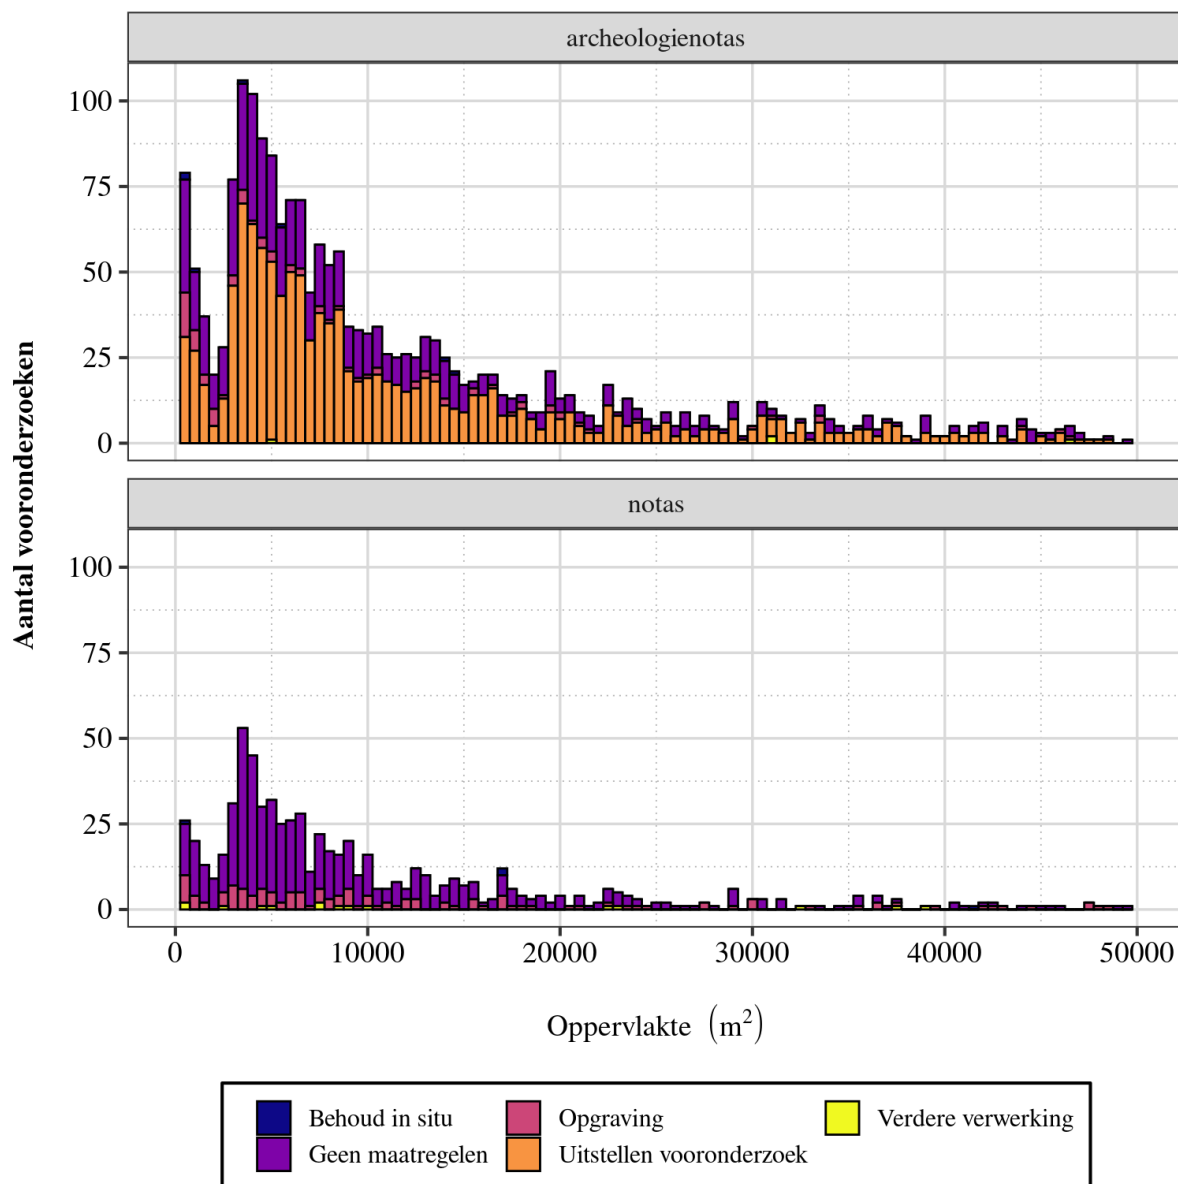 archeologienotas
100
75
50
25
0
notas
100
75
50
25
0
0 10000 20000 30000 40000 50000
Aantal vooronderzoeken
Oppervlakte (m²)
Behoud in situ Opgraving Verdere verwerking
Geen maatregelen Uitstellen vooronderzoek